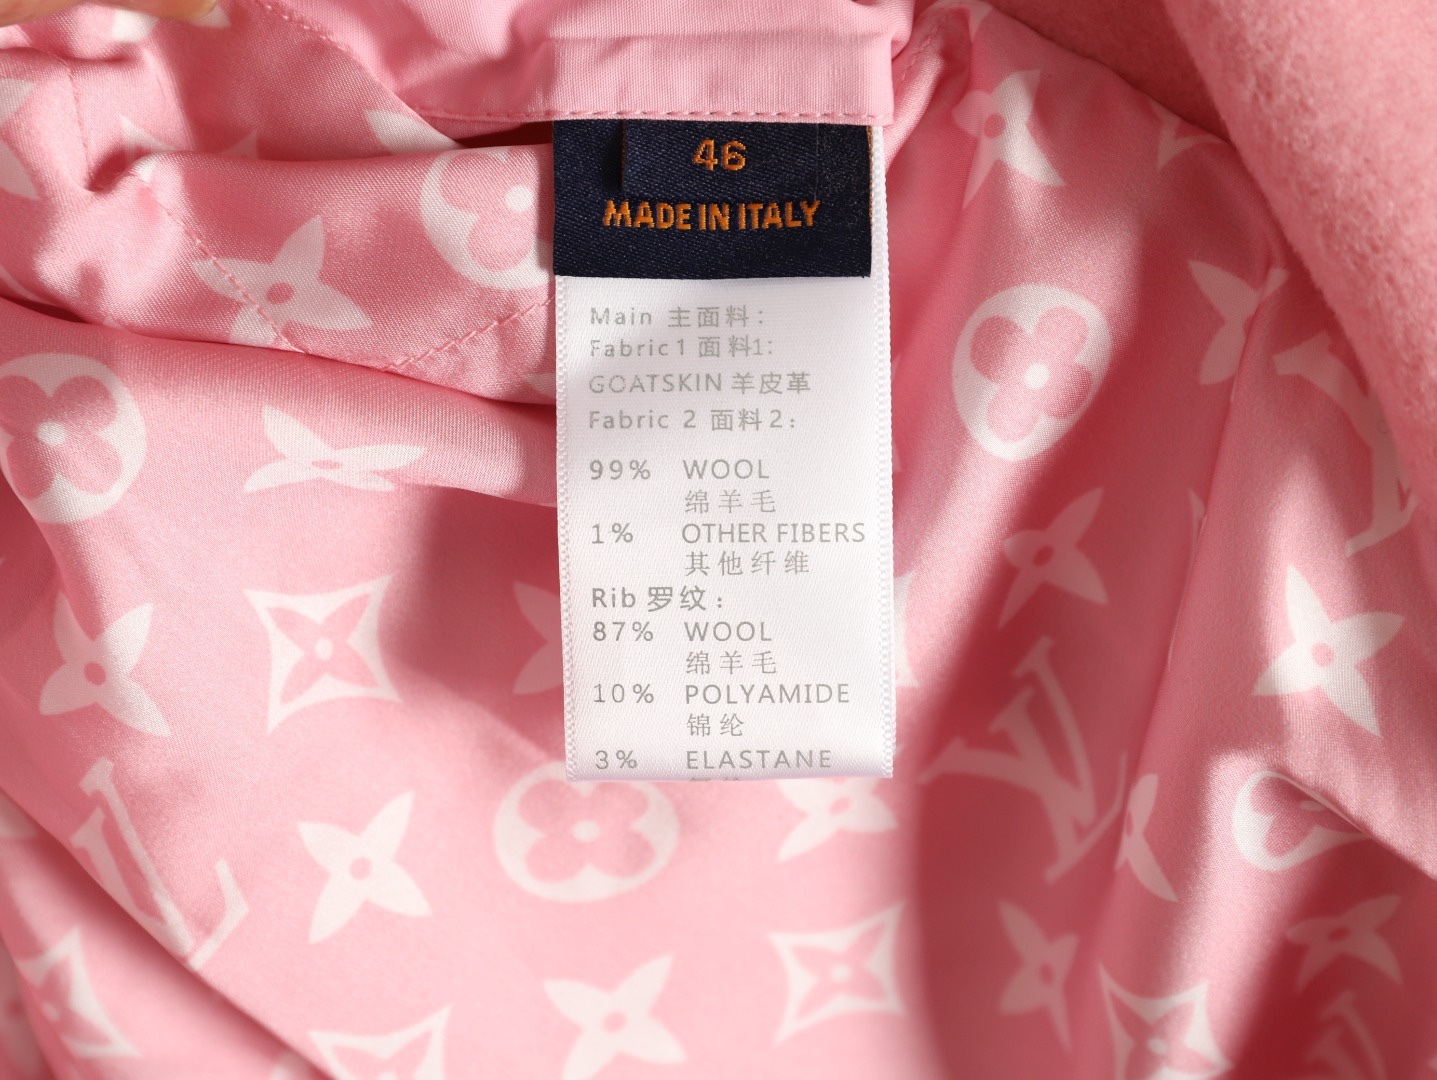 46
MADE IN ITALY
Main 主面料:
Fabric1 面料1:
GOATSKIN 羊皮革
Fabric 2 面料2:
99% WOOL
绵羊毛
1% OTHER FIBERS
其他纤维
Rib 罗纹:
87% WOOL
绵羊毛
10% POLYAMIDE
锦纶
3% ELASTANE